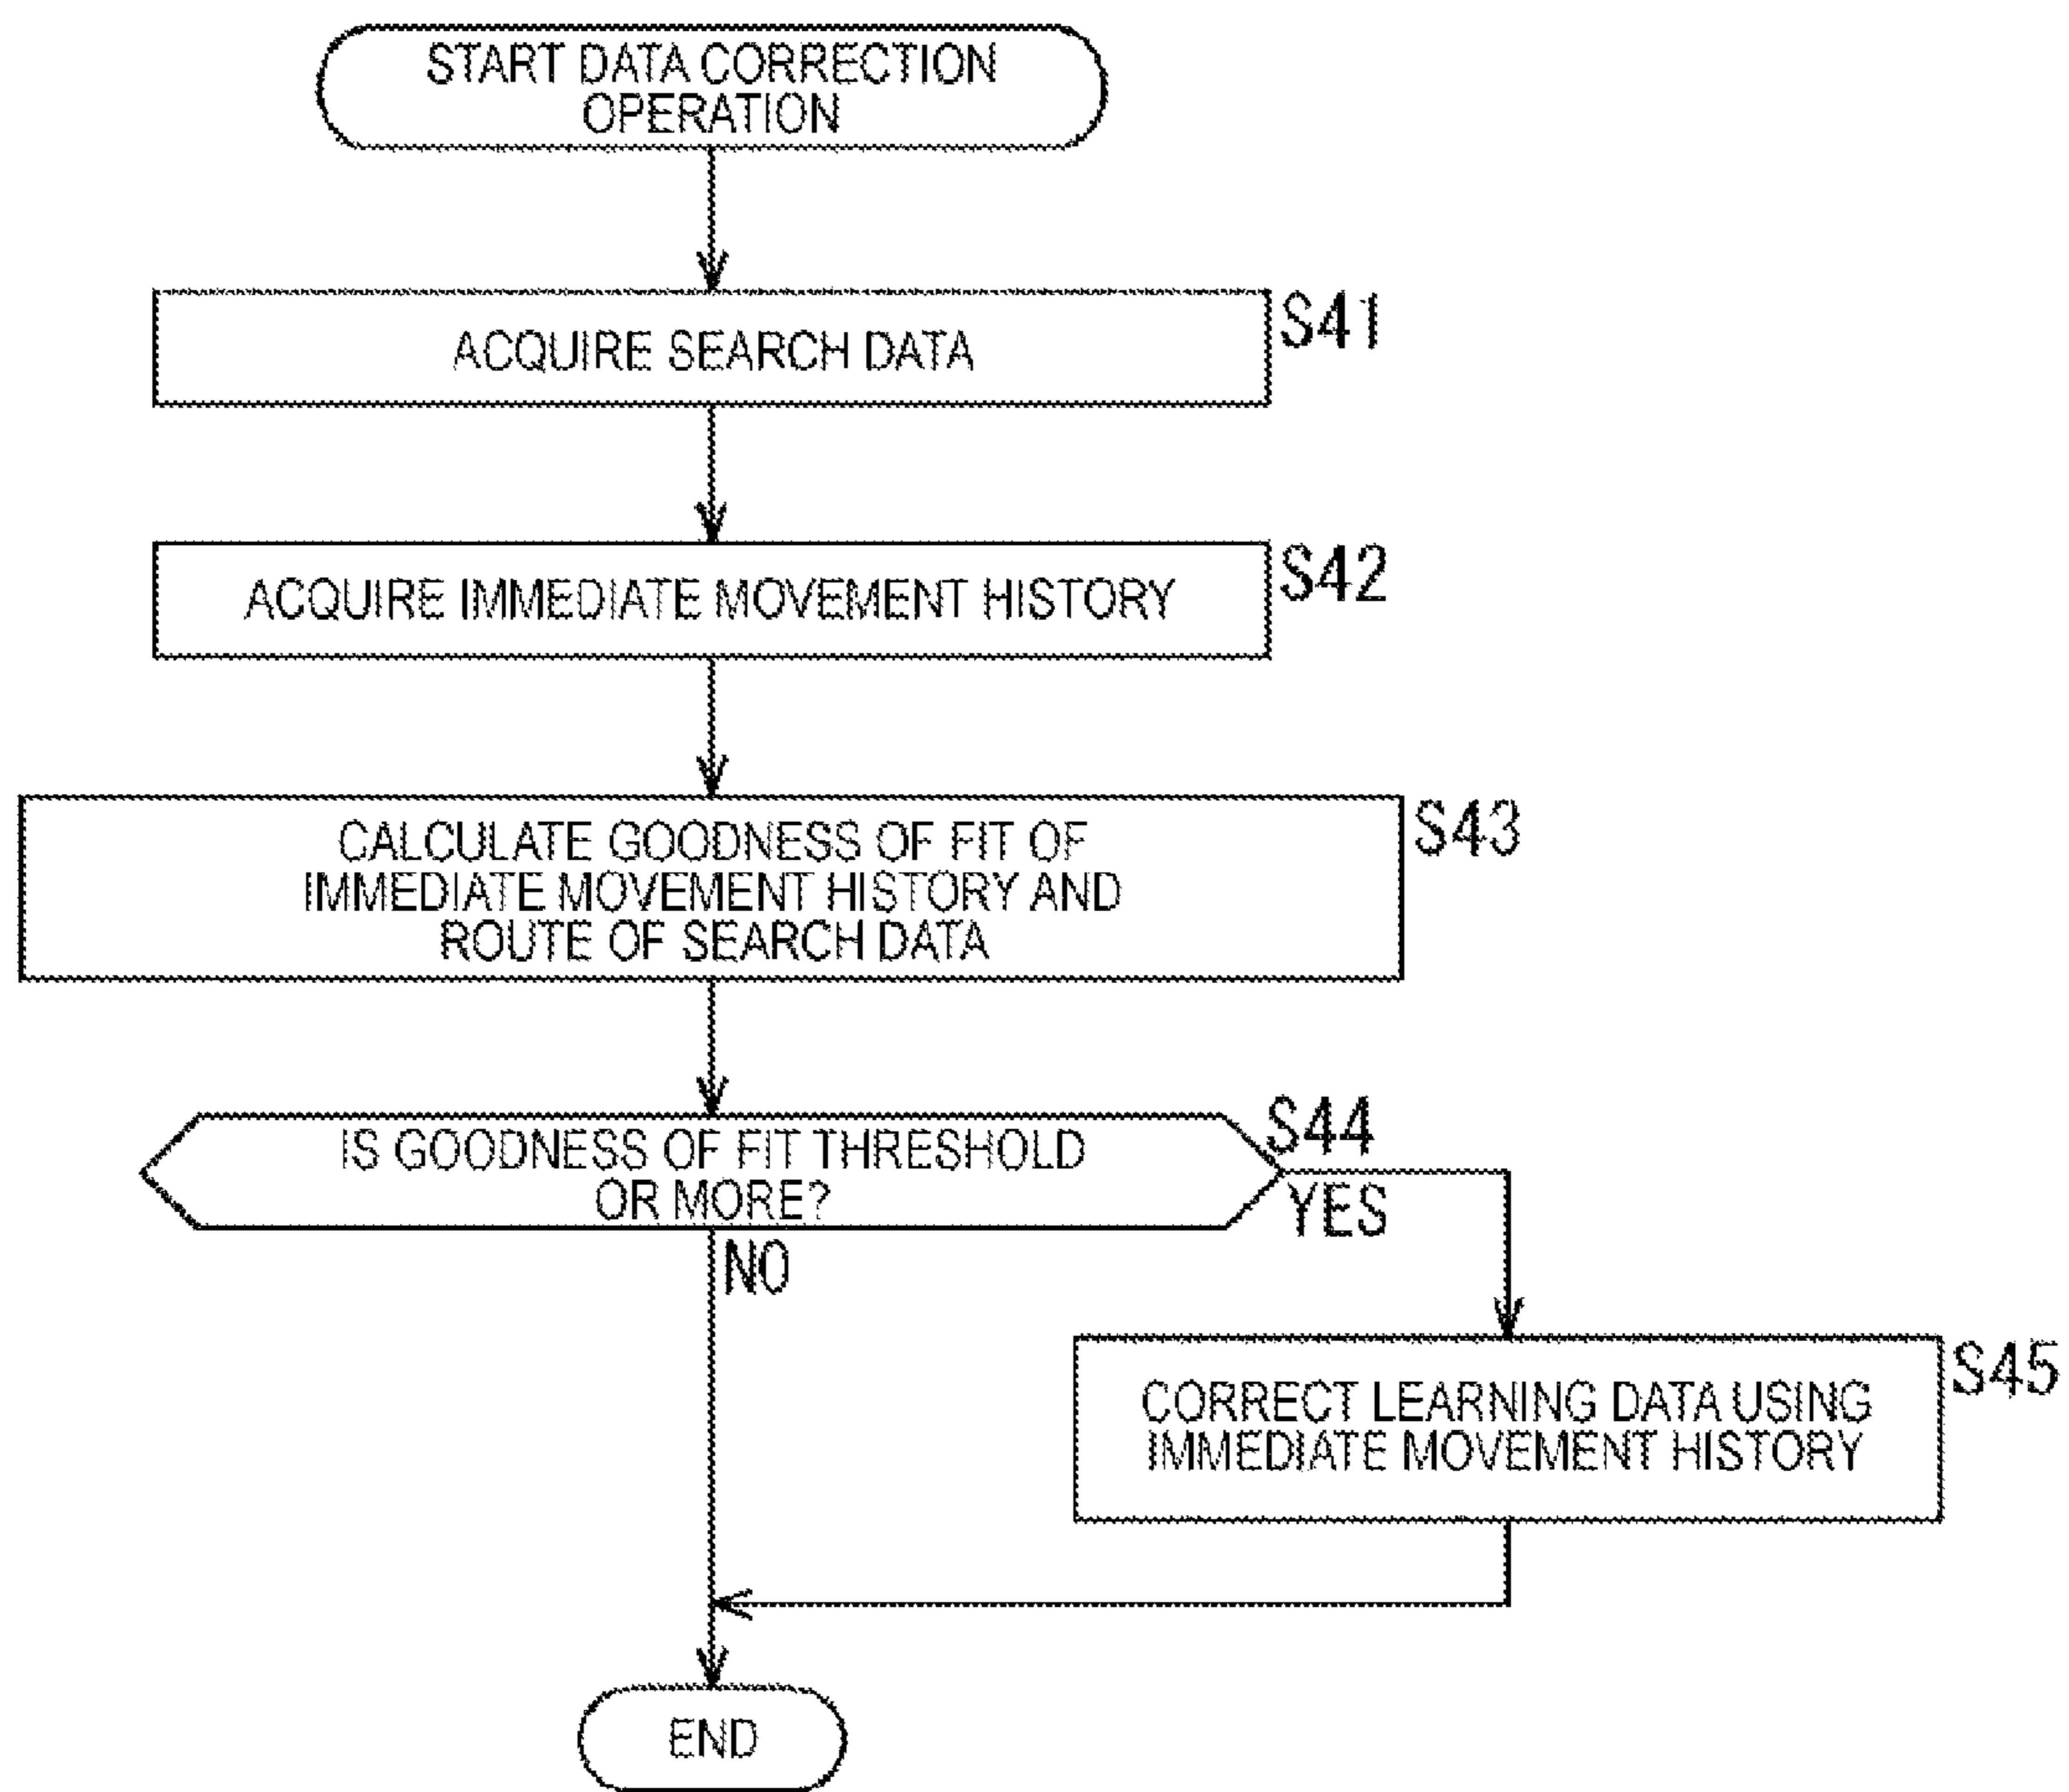 START DATA CORRECTION
OPERATION
ACQUIRE SEARCH DATA
S41
ACQUIRE IMMEDIATE MOVEMENT HISTORY
S42
CALCULATE GOODNESS OF FIT OF
IMMEDIATE MOVEMENT HISTORY AND
ROUTE OF SEARCH DATA
S43
IS GOODNESS OF FIT THRESHOLD
OR MORE?
S44
YES
NO
CORRECT LEARNING DATA USING
IMMEDIATE MOVEMENT HISTORY
S45
END